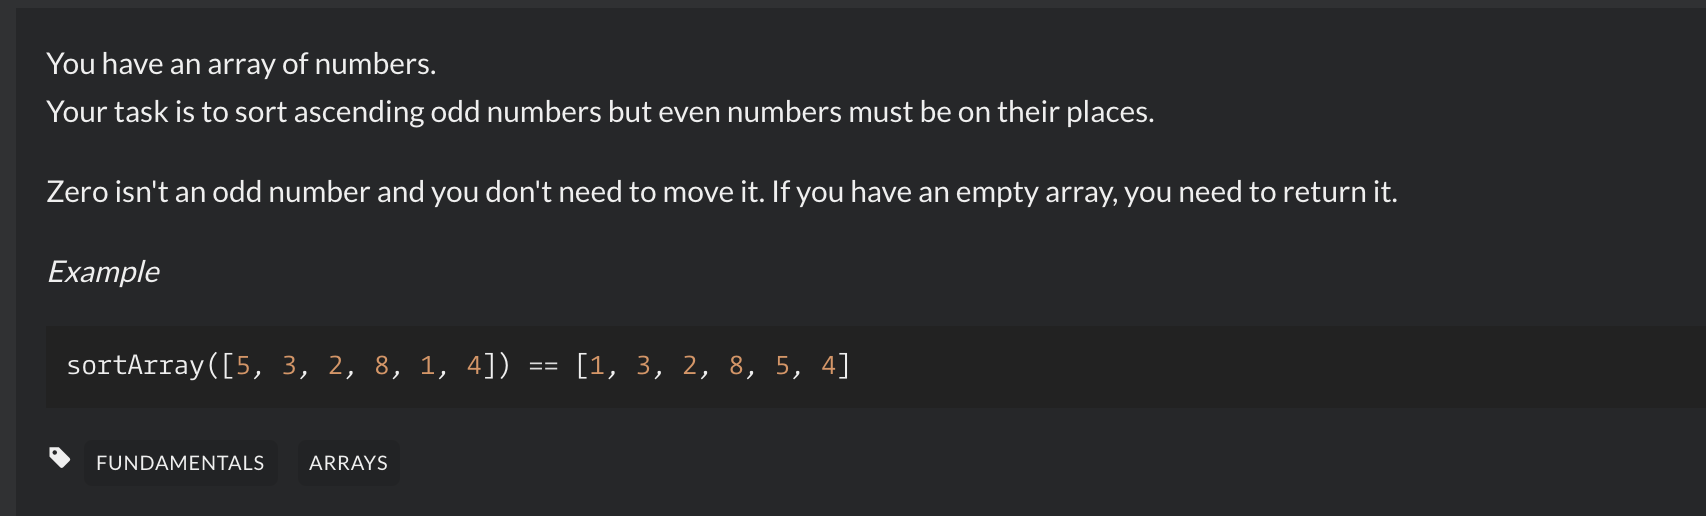 You have an array of numbers.
Your task is to sort ascending odd numbers but even numbers must be on their places.
Zero isn't an odd number and you don't need to move it. If you have an empty array, you need to return it.
Example
sortArray([5, 3, 2, 8, 1, 4]) == [1, 3, 2, 8, 5, 4]
FUNDAMENTALS ARRAYS